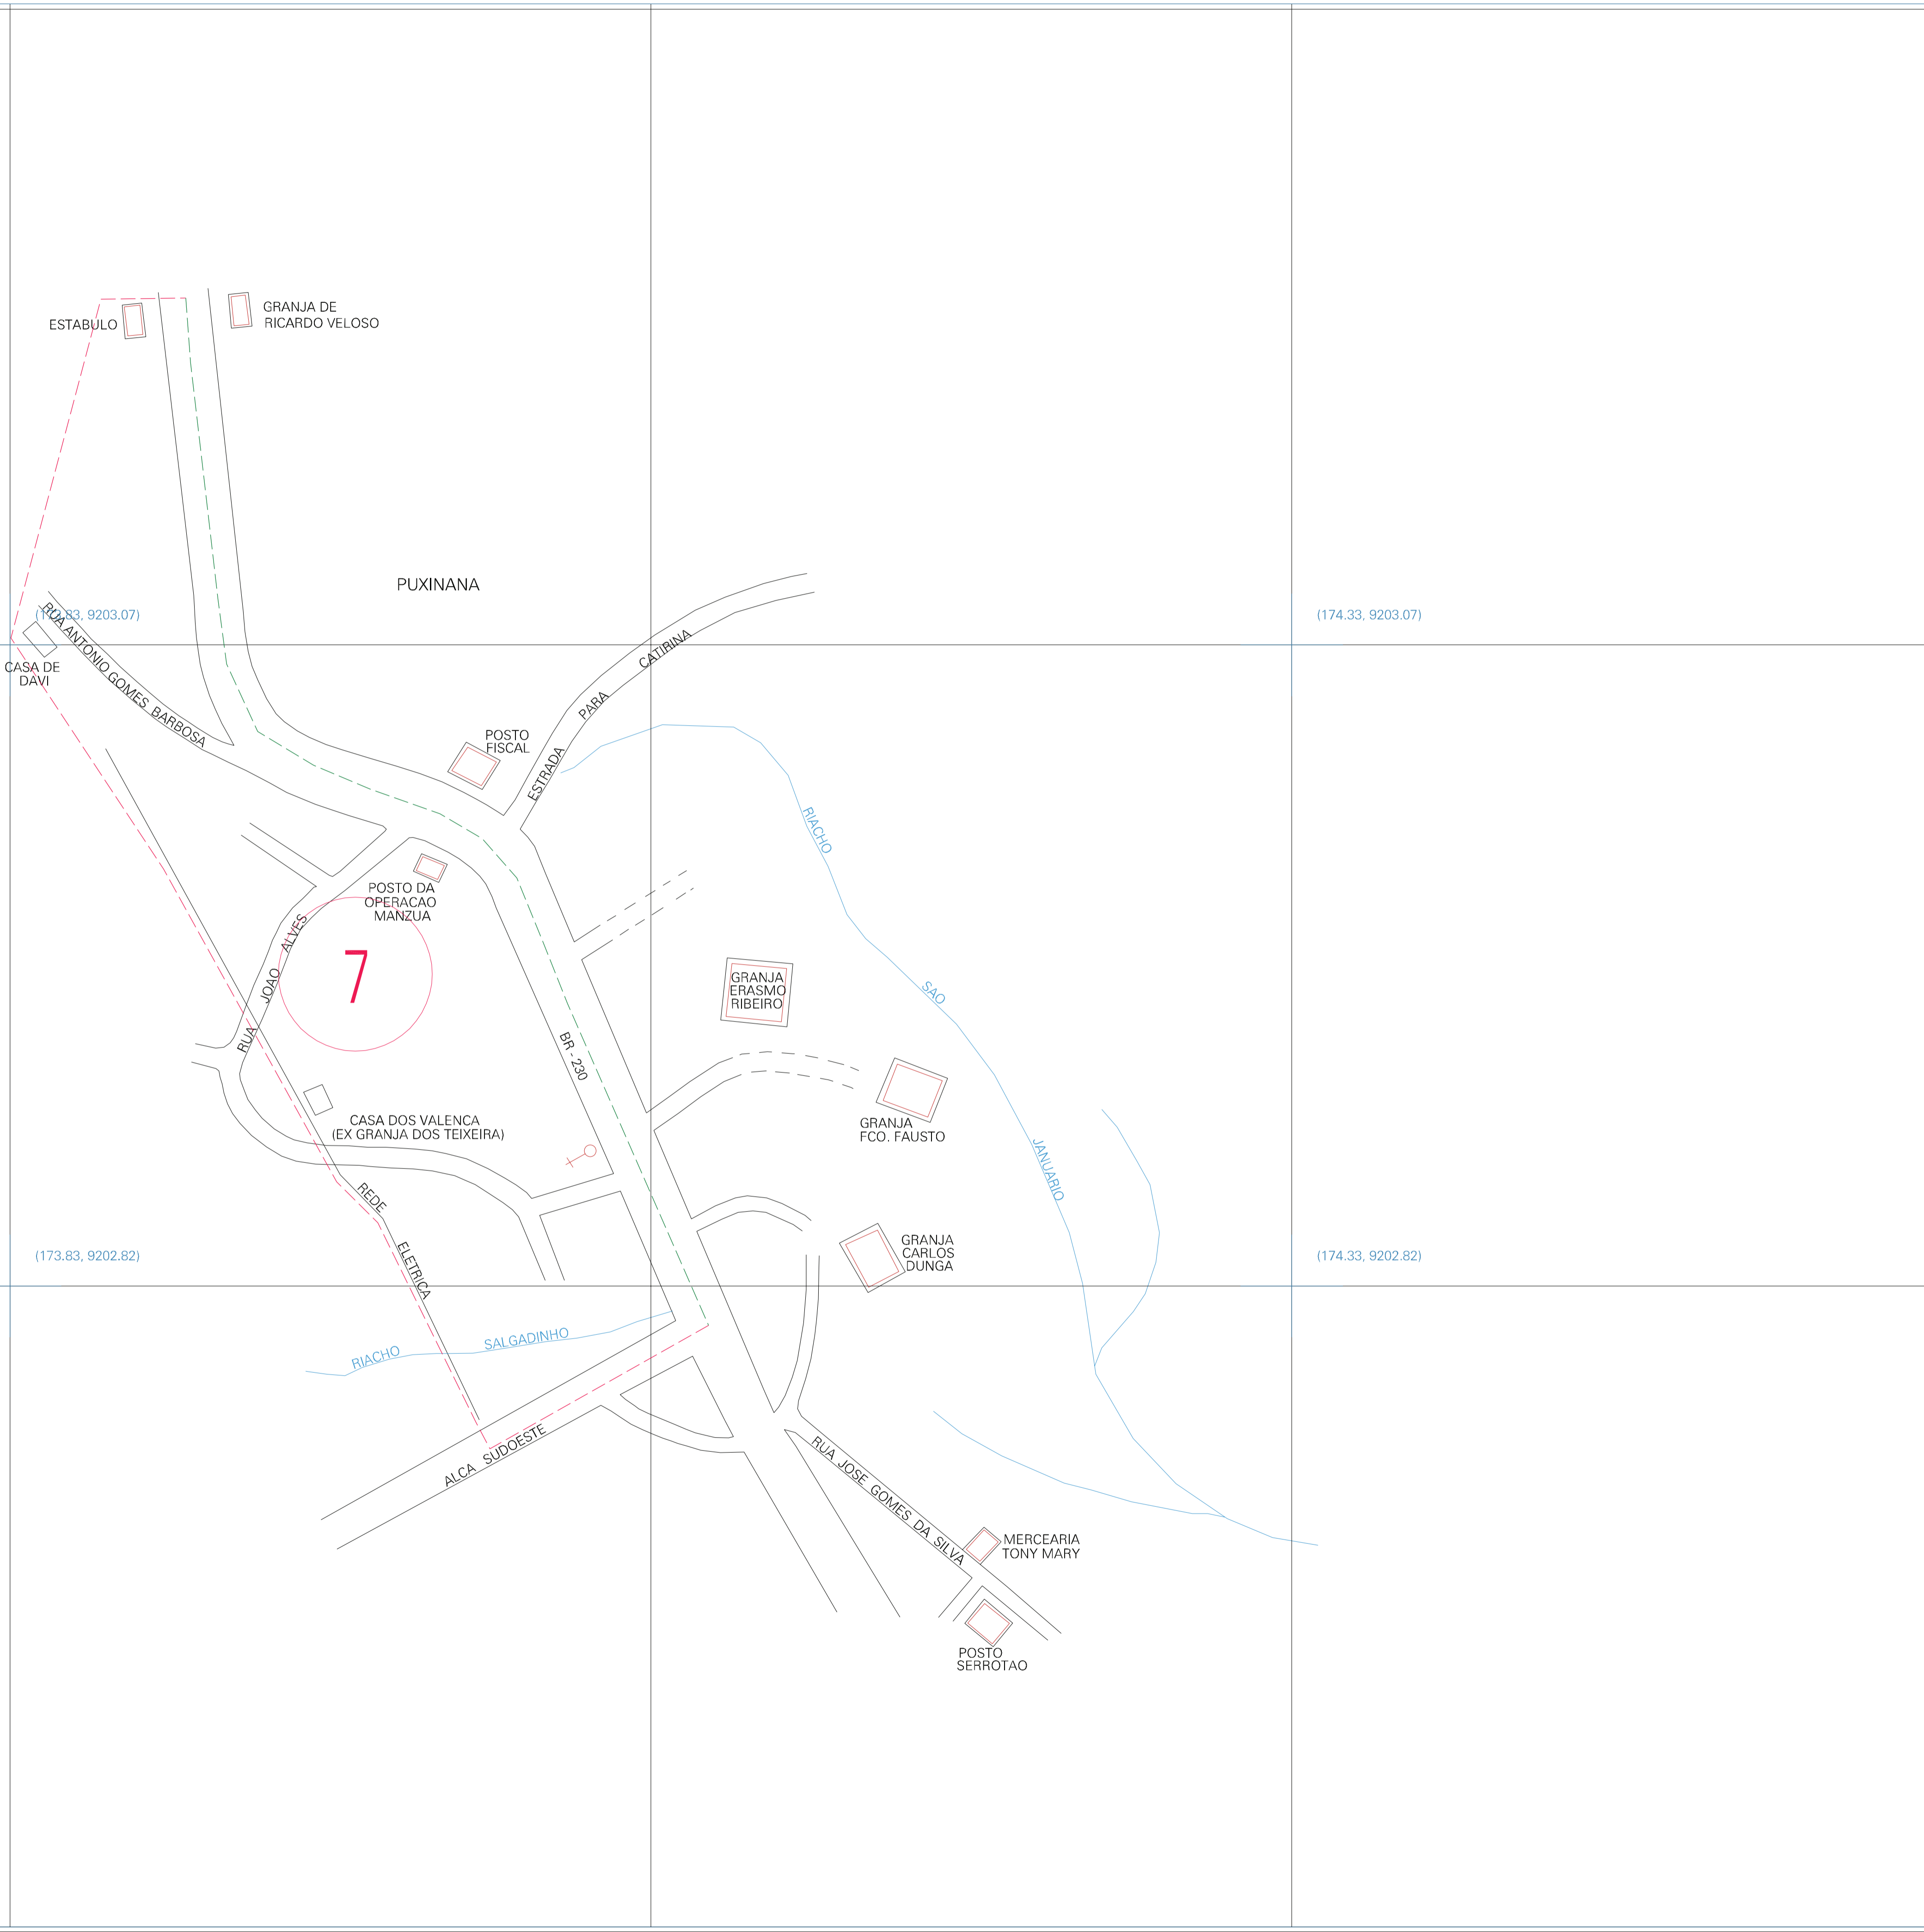 GRANJA DE
RICARDO VELOSO
ESTABULO
PUXINANA
(173.83, 9203.07)
(174.33, 9203.07)
RUA ANTONIO GOMES BARBOSA
CASA DE
DAVI
ESTRADA PARA CATIRINA
POSTO
FISCAL
RIACHO SAO JANUARIO
POSTO DA
OPERACAO
MANZUA
RUA JOAO ALVES
7
GRANJA
ERASMO
RIBEIRO
BR - 230
CASA DOS VALENCA
(EX GRANJA DOS TEIXEIRA)
GRANJA
FCO. FAUSTO
REDE ELETRICA
GRANJA
CARLOS
DUNGA
(173.83, 9202.82)
(174.33, 9202.82)
RIACHO SALGADINHO
ALCA SUDOESTE
RUA JOSE GOMES DA SILVA
MERCEARIA
TONY MARY
POSTO
SERROTAO